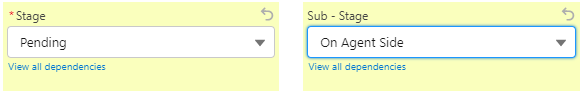 * Stage
Sub - Stage
Pending
On Agent Side
View all dependencies
View all dependencies